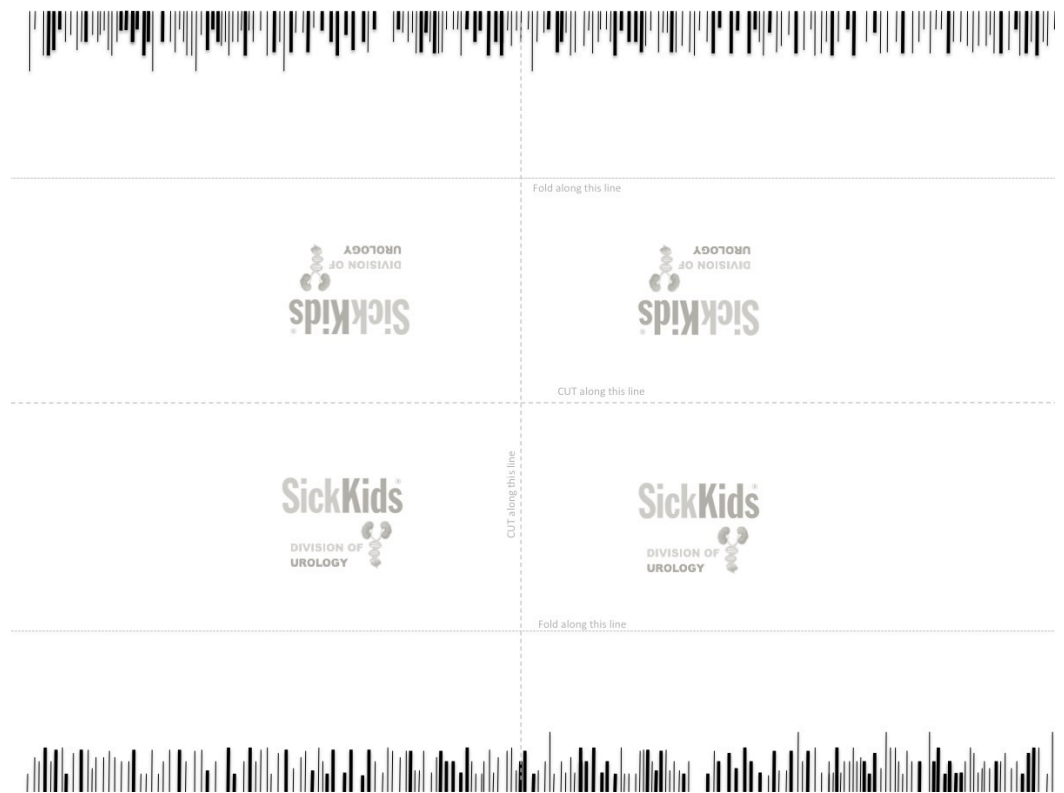 Fold along this line
UROLOGY
DIVISION OF
SickKids®
UROLOGY
DIVISION OF
SickKids®
CUT along this line
CUT along this line
SickKids®
DIVISION OF
UROLOGY
SickKids®
DIVISION OF
UROLOGY
Fold along this line